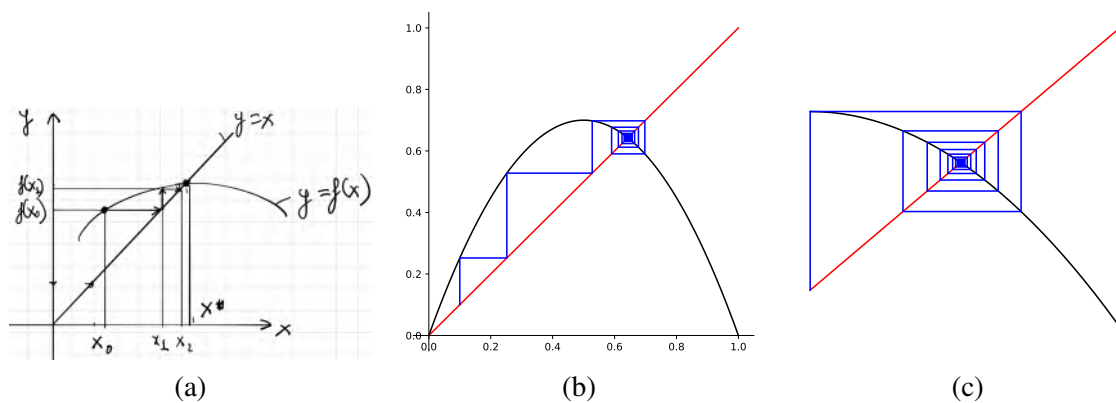 y
y=x
f(x₁)
f(x₀)
y=f(x)
x*
x₀ x₁ x₂ x
(a)
1.0
0.8
0.6
0.4
0.2
0.0
0.0 0.2 0.4 0.6 0.8 1.0
(b)
(c)